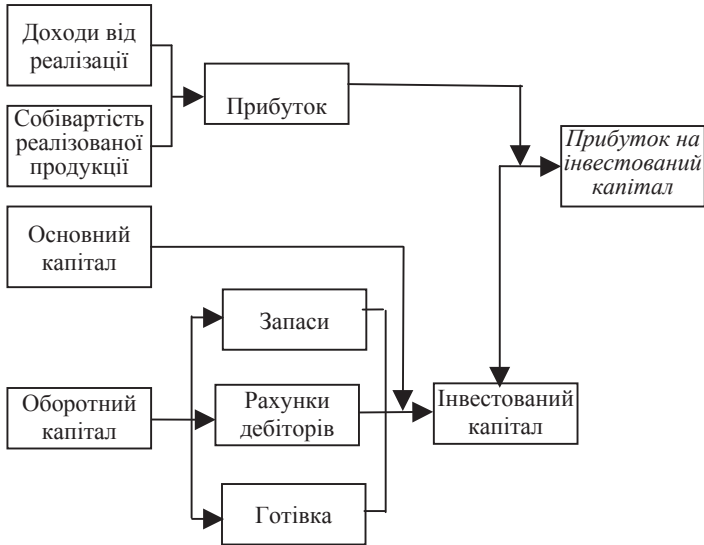 Доходи від
реалізації
Прибуток
Собівартість
реалізованої
продукції
Прибуток на
інвестований
капітал
Основний
капітал
Запаси
Оборотний
капітал
Рахунки
дебіторів
Інвестований
капітал
Готівка